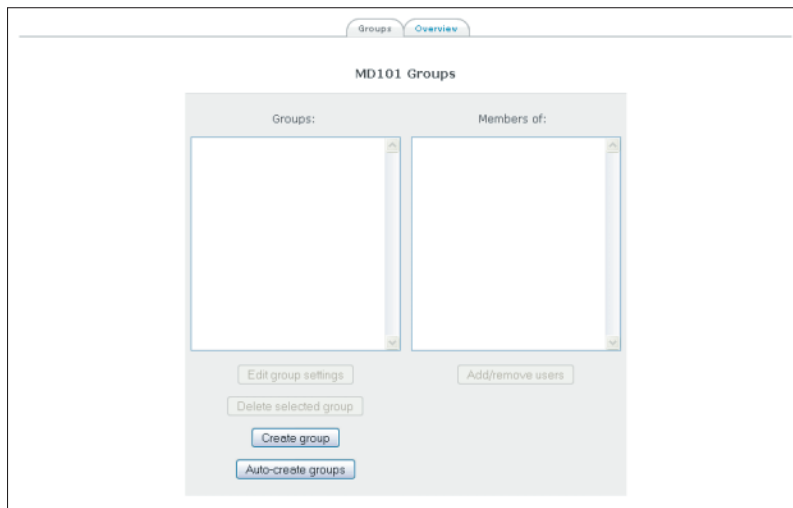 Groups Overview
MD101 Groups
Groups: Members of:
Edit group settings Add/remove users
Delete selected group
Create group
Auto-create groups